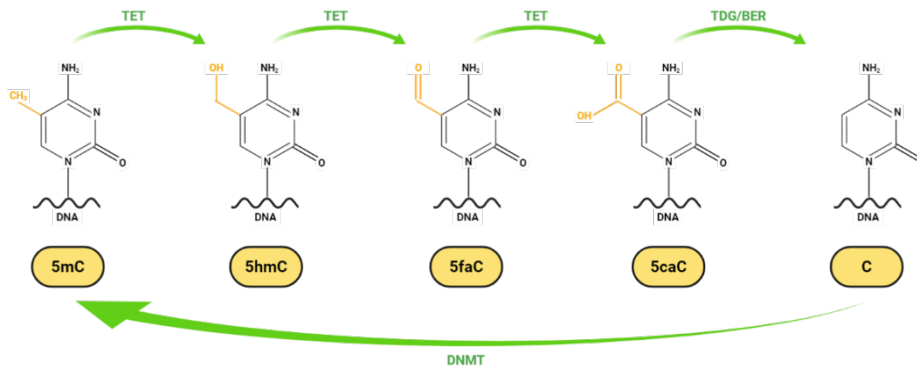 TET TET TET TDG/BER
OH O O
NH₂ NH₂ NH₂ NH₂ NH₂
CH₃ OH
N N N N N
N O N O N O N O N O
DNA DNA DNA DNA DNA
5mC 5hmC 5faC 5caC C
DNMT